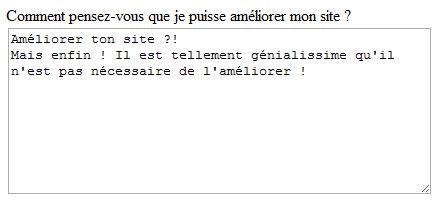 Comment pensez-vous que je puisse améliorer mon site ?
Améliorer ton site ?!
Mais enfin ! Il est tellement génialissime qu'il
n'est pas nécessaire de l'améliorer !